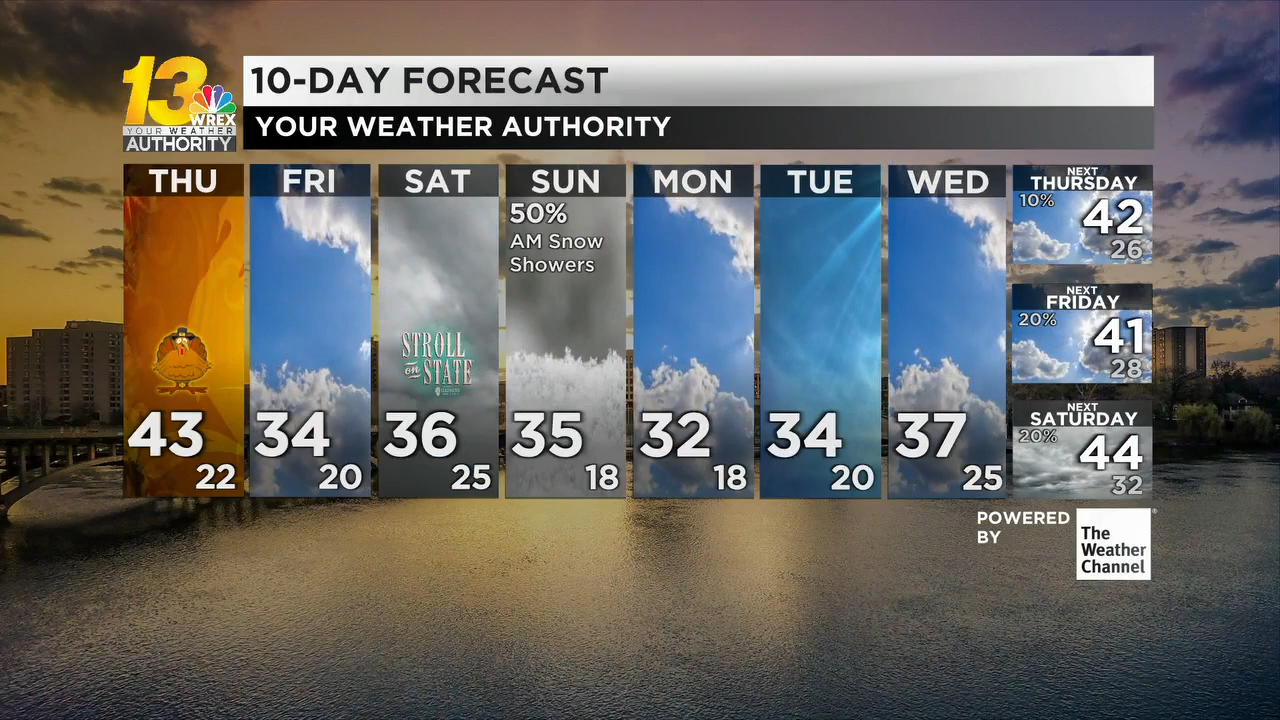 13
WREX
YOUR WEATHER
AUTHORITY
10-DAY FORECAST
YOUR WEATHER AUTHORITY
THU
43
22
FRI
34
20
SAT
STROLL
on
STATE
36
25
SUN
50%
AM Snow
Showers
35
18
MON
32
18
TUE
34
20
WED
37
25
NEXT
THURSDAY
10%
42
26
NEXT
FRIDAY
20%
41
28
NEXT
SATURDAY
20%
44
32
POWERED
BY
The
Weather
Channel
®